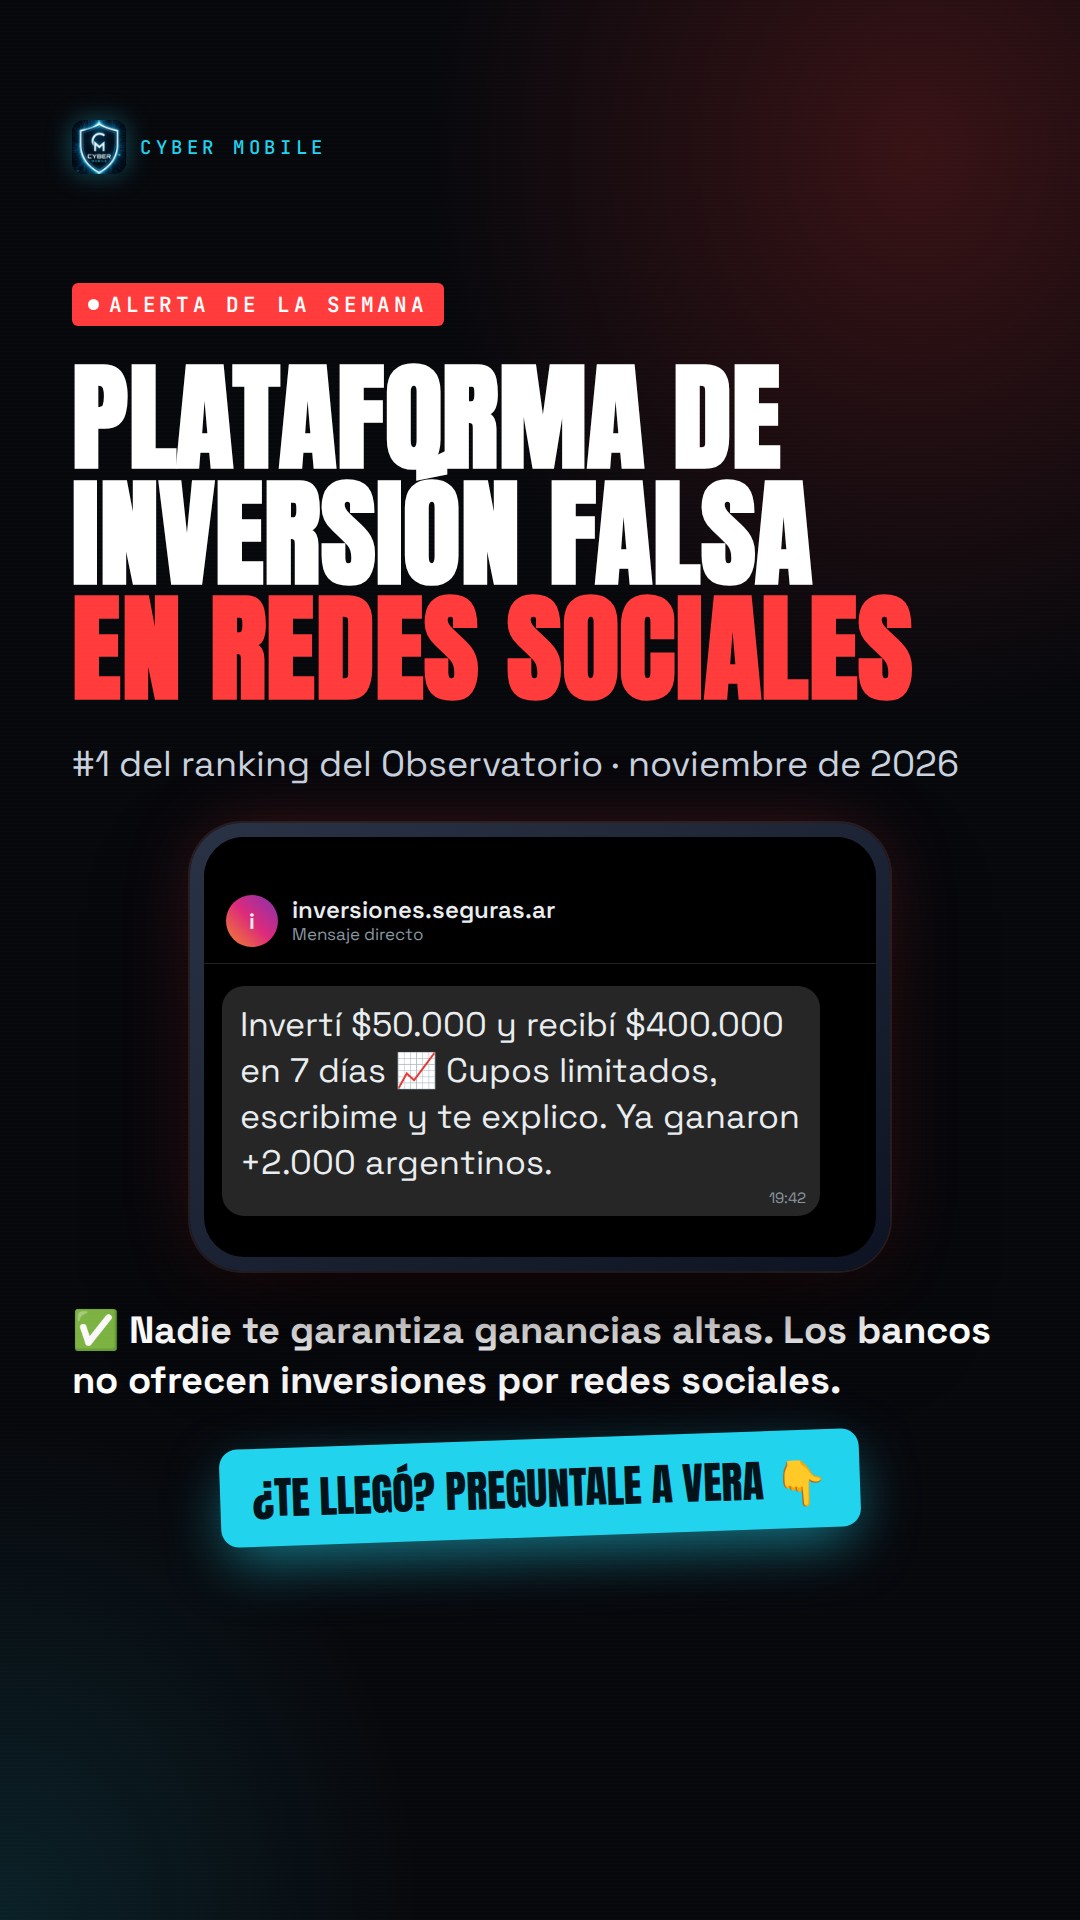 CYBER MOBILE
ALERTA DE LA SEMANA
PLATAFORMA DE
INVERSIÓN FALSA
EN REDES SOCIALES
#1 del ranking del Observatorio · noviembre de 2026
i
inversiones.seguras.ar
Mensaje directo
Invertí $50.000 y recibí $400.000
en 7 días 📈 Cupos limitados,
escribime y te explico. Ya ganaron
+2.000 argentinos.
19:42
✅ Nadie te garantiza ganancias altas. Los bancos
no ofrecen inversiones por redes sociales.
¿TE LLEGÓ? PREGUNTALE A VERA 👇